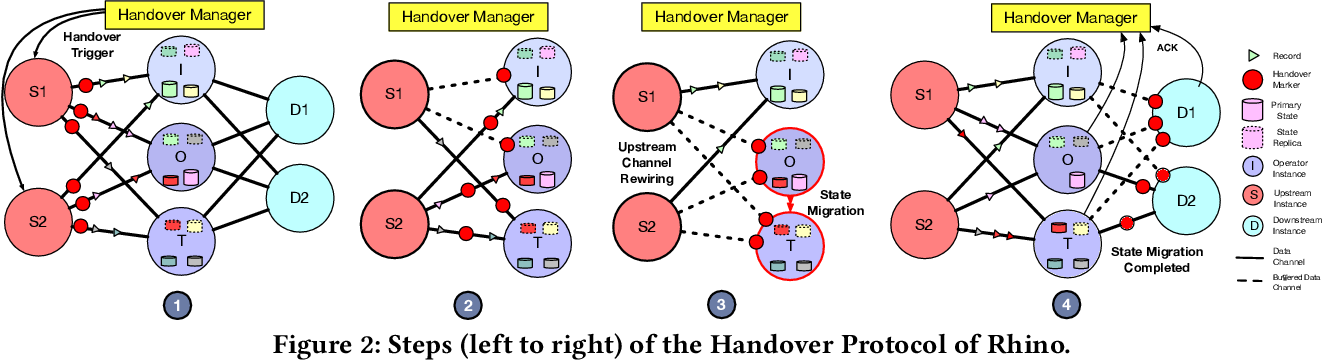 Handover Manager
Handover
Trigger
S1
S2
I
O
T
D1
D2
1
Handover Manager
S1
S2
I
O
T
2
Handover Manager
S1
S2
I
O
T
Upstream
Channel
Rewiring
State
Migration
3
Handover Manager
ACK
S1
S2
I
O
T
D1
D2
State Migration
Completed
4
Record
Handover
Marker
Primary
State
State
Replica
I
Operator
Instance
S
Upstream
Instance
D
Downstream
Instance
Data
Channel
Buffered Data
Channel
Figure 2: Steps (left to right) of the Handover Protocol of Rhino.